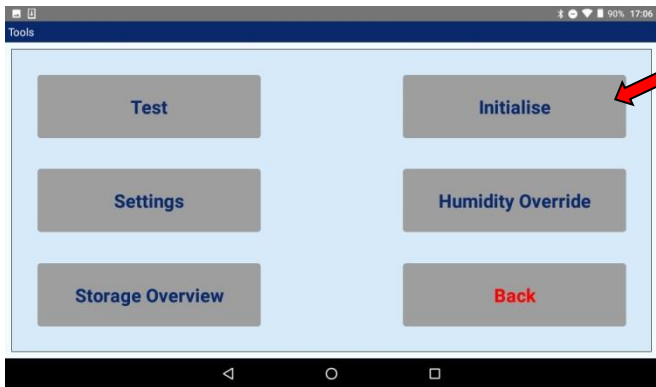 90% 17:06
Tools
Test
Initialise
Settings
Humidity Override
Storage Overview
Back